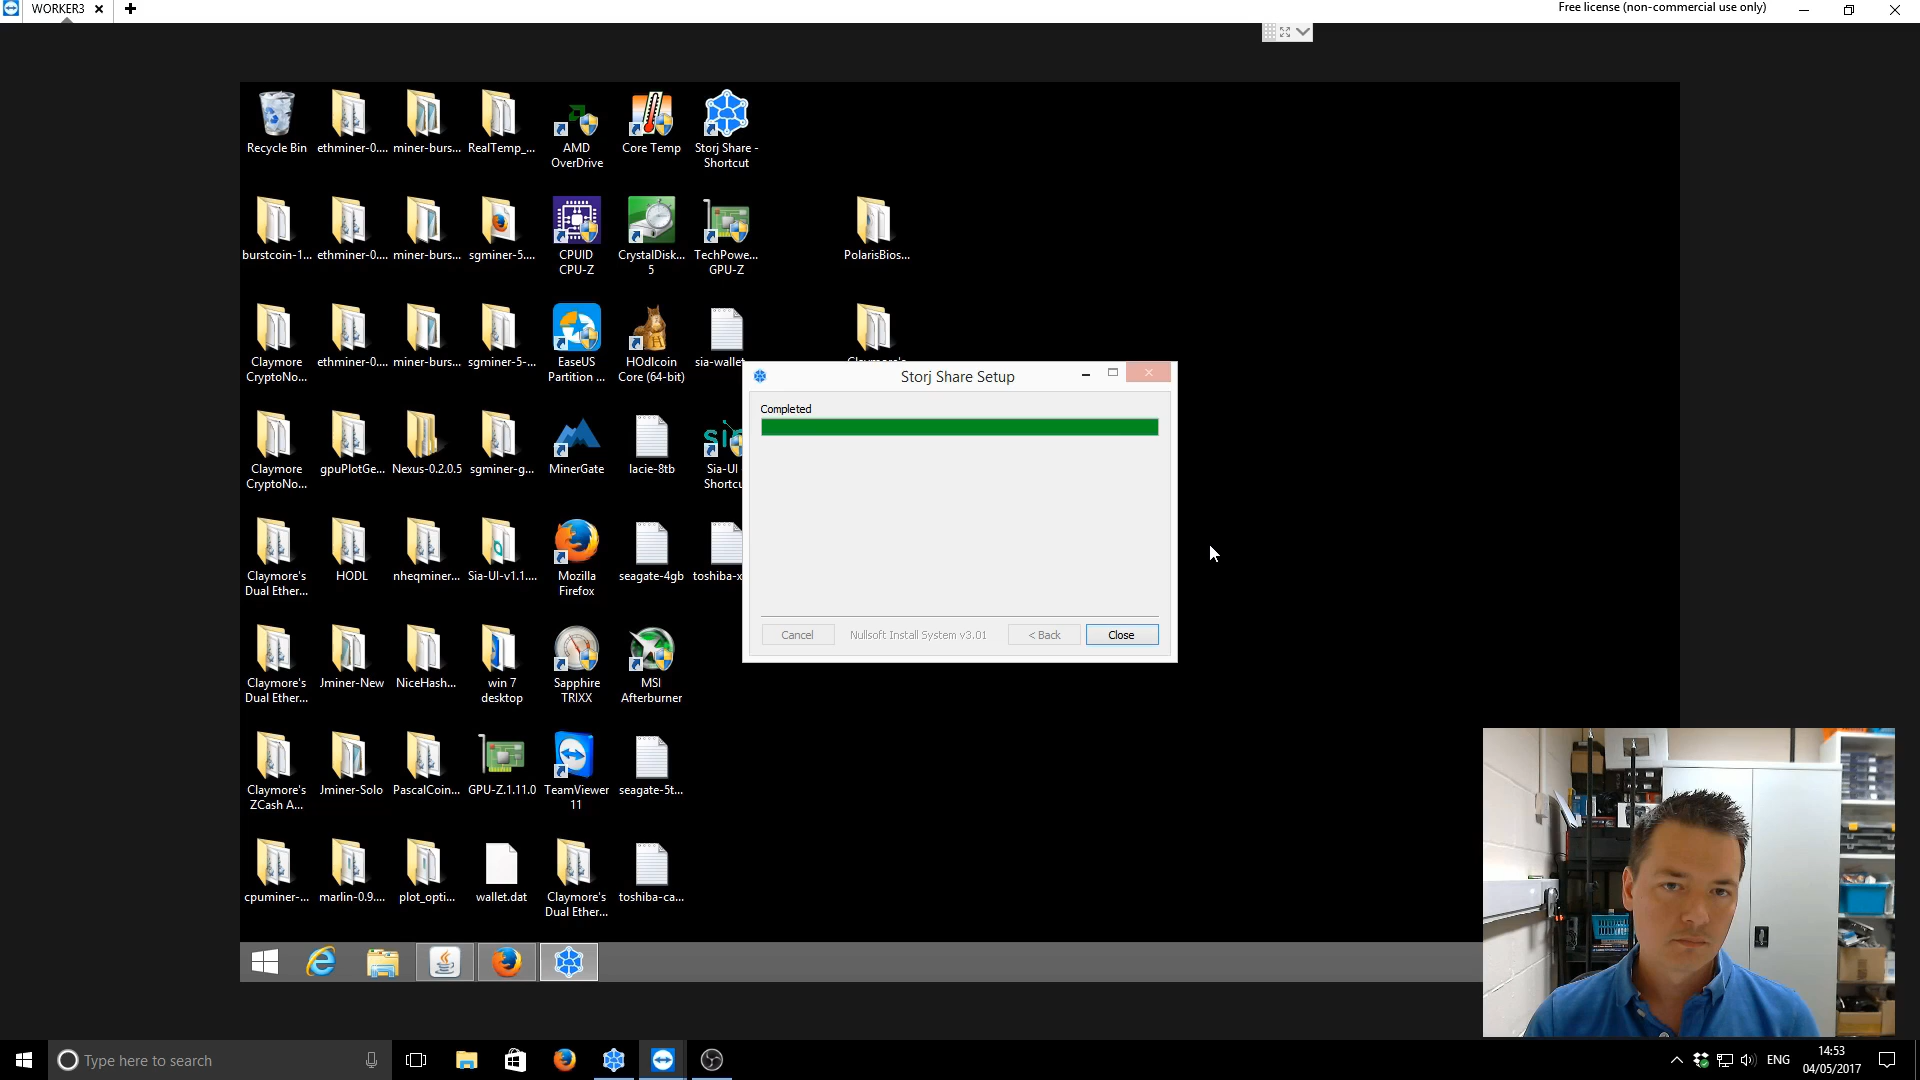 WORKER3
Free license (non-commercial use only)
Recycle Bin
ethminer-0....
miner-burs...
RealTemp_...
AMD
OverDrive
Core Temp
Storj Share -
Shortcut
burstcoin-1...
ethminer-0....
miner-burs...
sgminer-5....
CPUID
CPU-Z
CrystalDisk...
5
TechPowe...
GPU-Z
PolarisBios...
Claymore
CryptoNo...
ethminer-0....
miner-burs...
sgminer-5-...
EaseUS
Partition ...
HOdlcoin
Core (64-bit)
sia-wallet
Claymore's
Storj Share Setup
Completed
Cancel
Nullsoft Install System v3.01
< Back
Close
Claymore
CryptoNo...
gpuPlotGe...
Nexus-0.2.0.5
sgminer-g...
MinerGate
lacie-8tb
Sia-UI
Shortcu
Claymore's
Dual Ether...
HODL
nheqminer...
Sia-UI-v1.1....
Mozilla
Firefox
seagate-4gb
toshiba-x
Claymore's
Dual Ether...
Jminer-New
NiceHash...
win 7
desktop
Sapphire
TRIXX
MSI
Afterburner
Claymore's
ZCash A...
Jminer-Solo
PascalCoin...
GPU-Z.1.11.0
TeamViewer
11
seagate-5t...
cpuminer-...
marlin-0.9....
plot_opti...
wallet.dat
Claymore's
Dual Ether...
toshiba-ca...
Type here to search
ENG
14:53
04/05/2017